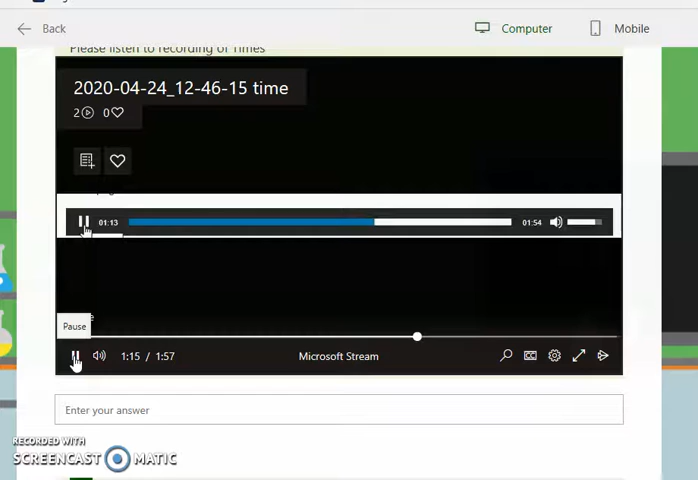 Back
Computer
Mobile
Please listen to recording of Times
2020-04-24_12-46-15 time
2 0
01:13
01:54
Pause
1:15 / 1:57
Microsoft Stream
CC
Enter your answer
RECORDED WITH
SCREENCAST MATIC